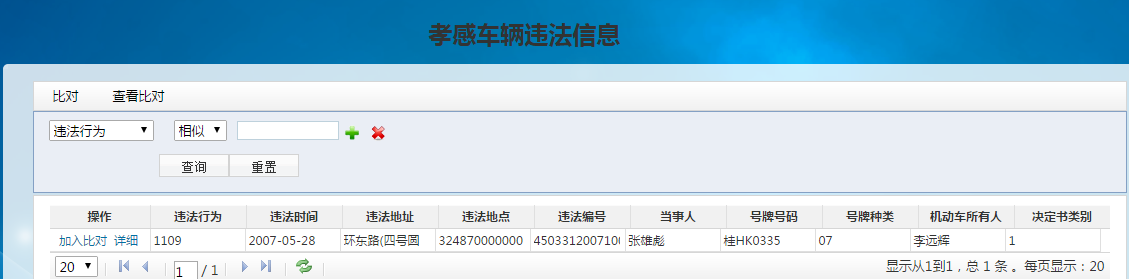 孝感车辆违法信息
比对 查看比对
违法行为 相似
查询 重置
操作 违法行为 违法时间 违法地址 违法地点 违法编号 当事人 号牌号码 号牌种类 机动车所有人 决定书类别
加入比对 详细 1109 2007-05-28 环东路(四号圆 324870000000 4503312007100 张雄彪 桂HK0335 07 李远辉 1
20 1 / 1 显示从1到1，总 1 条 。每页显示：20